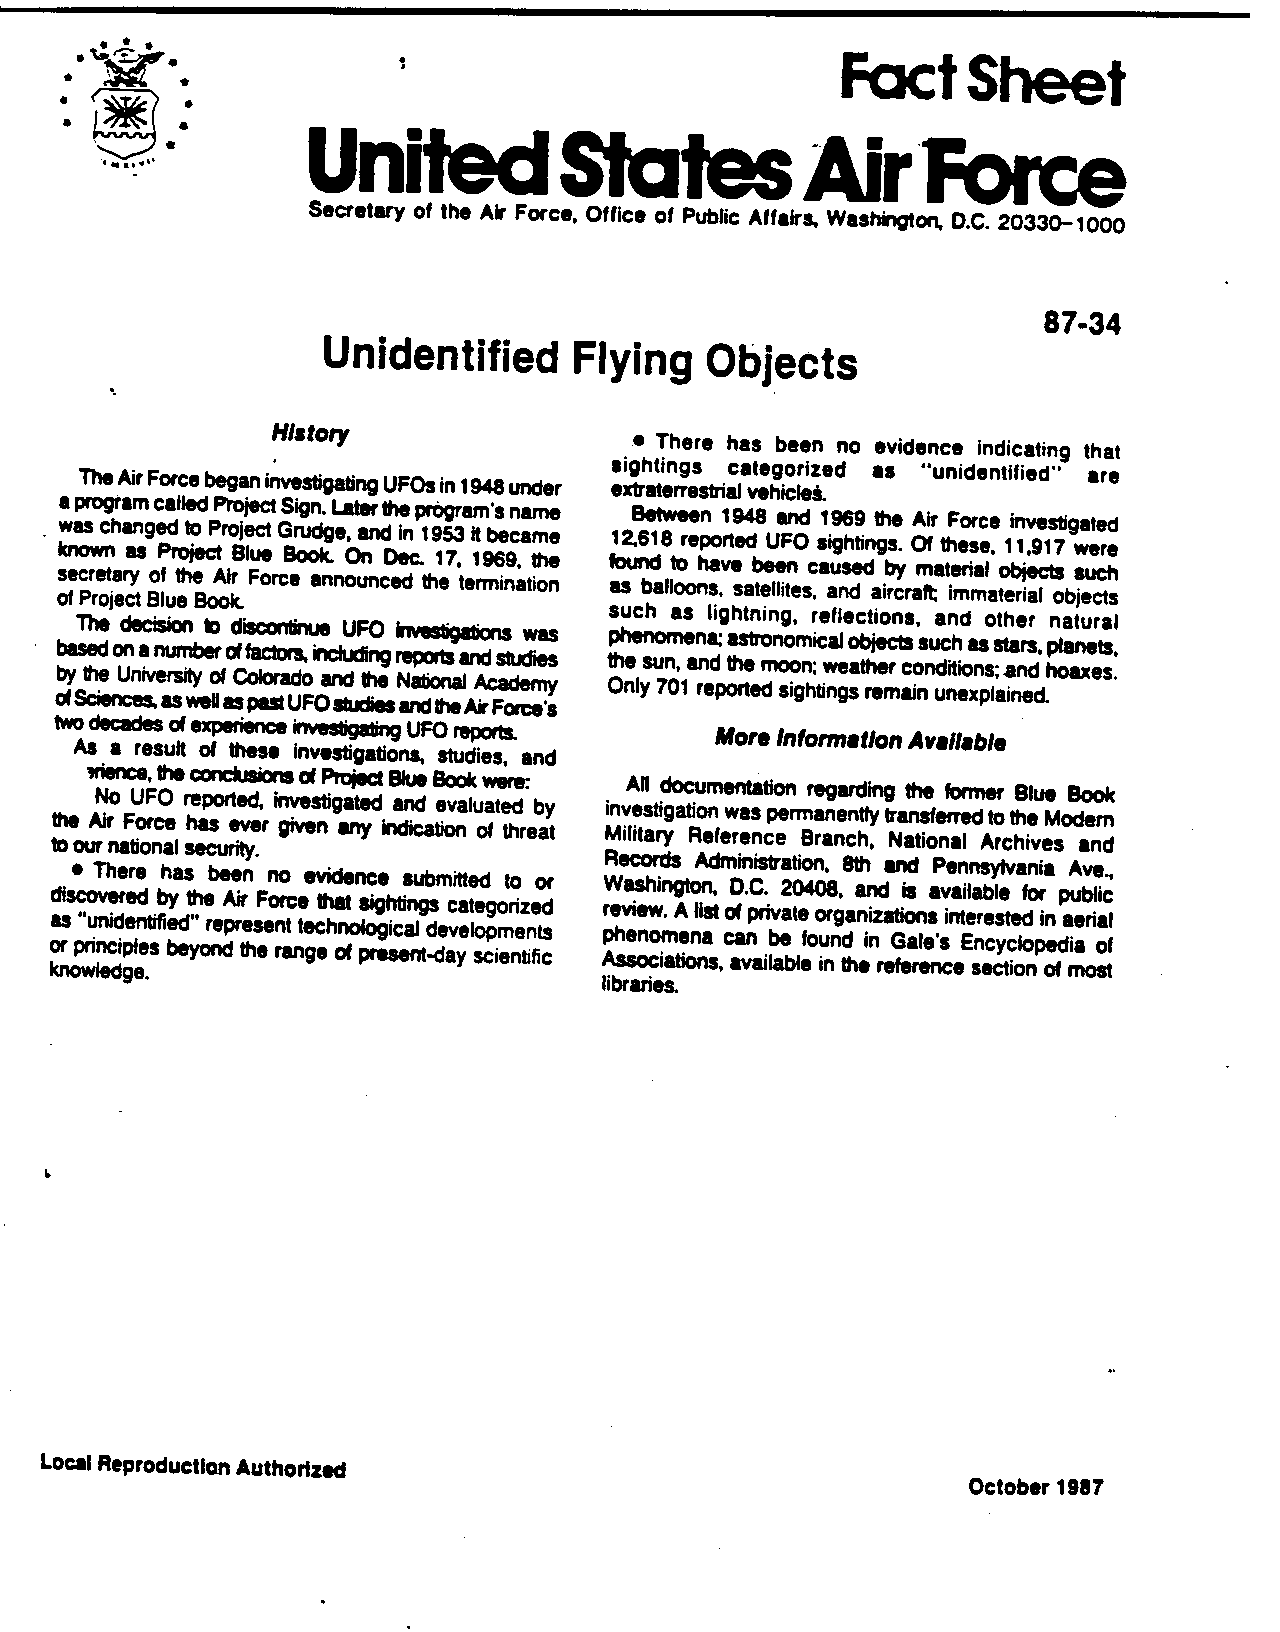 Fact Sheet
United States Air Force
Secretary of the Air Force, Office of Public Affairs, Washington, D.C. 20330-1000
87-34
Unidentified Flying Objects
History
The Air Force began investigating UFOs in 1948 under
a program called Project Sign. Later the program's name
was changed to Project Grudge, and in 1953 it became
known as Project Blue Book. On Dec. 17, 1969, the
secretary of the Air Force announced the termination
of Project Blue Book.
The decision to discontinue UFO investigations was
based on a number of factors, including reports and studies
by the University of Colorado and the National Academy
of Sciences, as well as past UFO studies and the Air Force's
two decades of experience investigating UFO reports.
As a result of these investigations, studies, and
erience, the conclusions of Project Blue Book were:
No UFO reported, investigated and evaluated by
the Air Force has ever given any indication of threat
to our national security.
• There has been no evidence submitted to or
discovered by the Air Force that sightings categorized
as "unidentified" represent technological developments
or principles beyond the range of present-day scientific
knowledge.
• There has been no evidence indicating that
sightings categorized as "unidentified" are
extraterrestrial vehicles.
Between 1948 and 1969 the Air Force investigated
12,618 reported UFO sightings. Of these, 11,917 were
found to have been caused by material objects such
as balloons, satellites, and aircraft; immaterial objects
such as lightning, reflections, and other natural
phenomena; astronomical objects such as stars, planets,
the sun, and the moon; weather conditions; and hoaxes.
Only 701 reported sightings remain unexplained.
More Information Available
All documentation regarding the former Blue Book
investigation was permanently transferred to the Modern
Military Reference Branch, National Archives and
Records Administration, 8th and Pennsylvania Ave.,
Washington, D.C. 20408, and is available for public
review. A list of private organizations interested in aerial
phenomena can be found in Gale's Encyclopedia of
Associations, available in the reference section of most
libraries.
Local Reproduction Authorized
October 1987